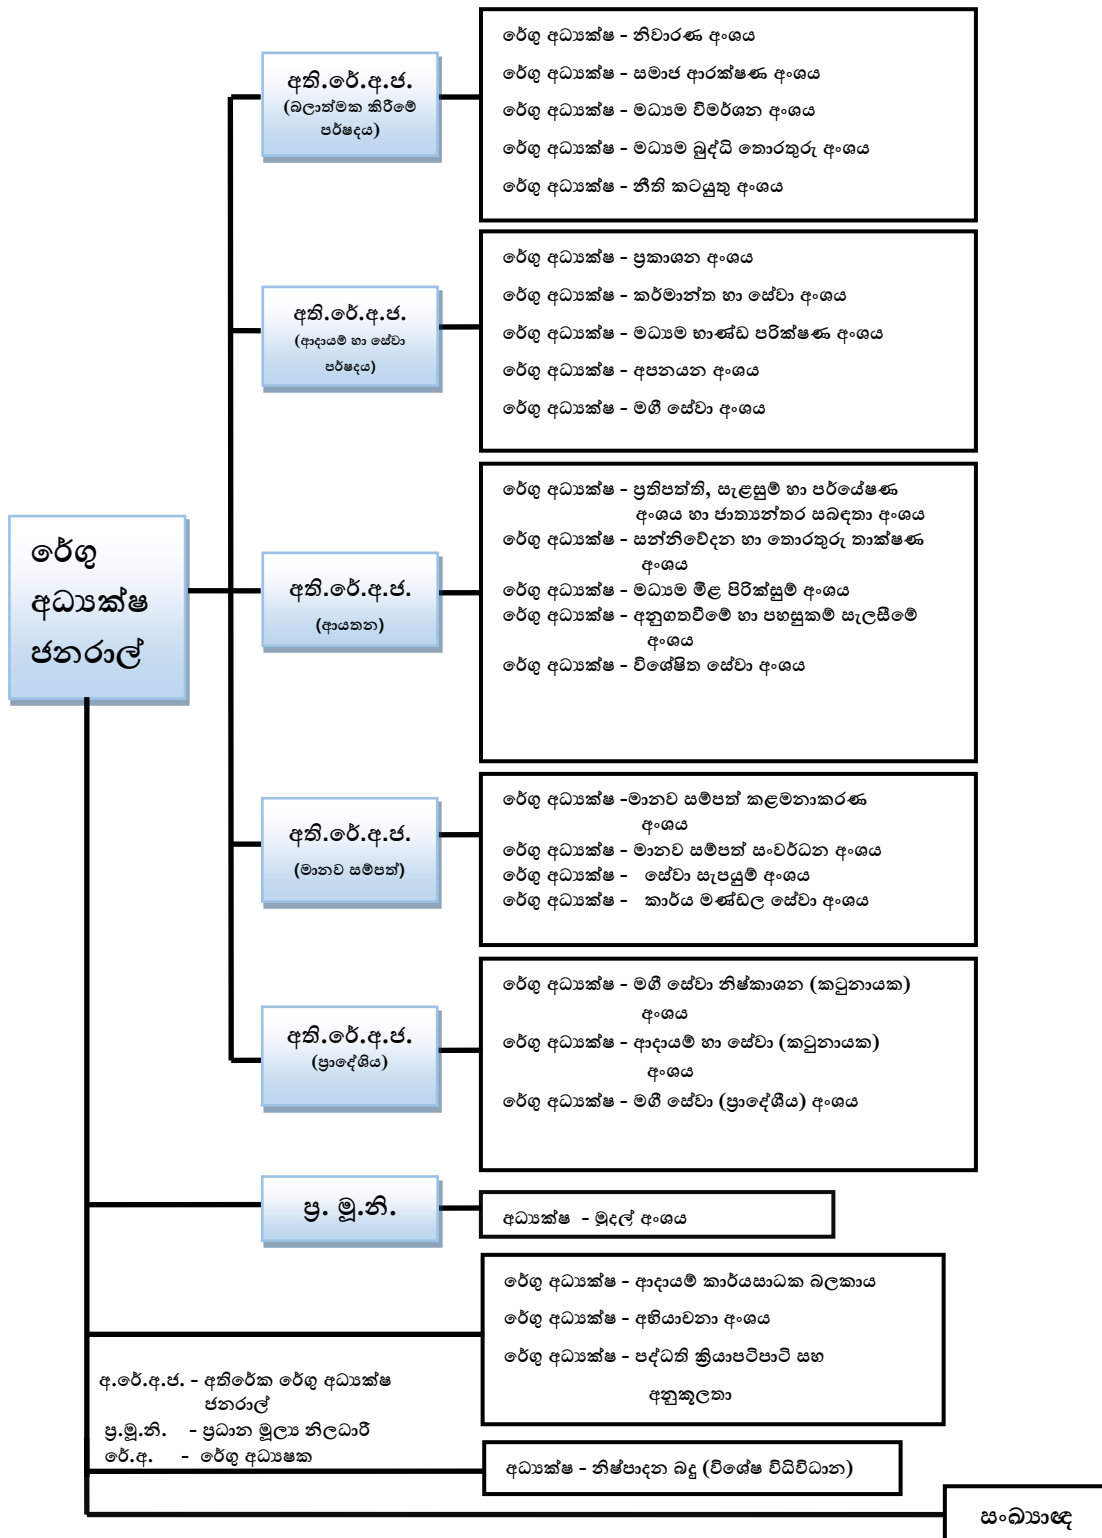 රේගු
අධ්‍යක්ෂ
ජනරාල්
අති.රේ.අ.ජ.
(බලාත්මක කිරීමේ
පර්ෂදය)
රේගු අධ්‍යක්ෂ - නිවාරණ අංශය
රේගු අධ්‍යක්ෂ - සමාජ ආරක්ෂණ අංශය
රේගු අධ්‍යක්ෂ - මධ්‍යම විමර්ශන අංශය
රේගු අධ්‍යක්ෂ - මධ්‍යම බුද්ධි තොරතුරු අංශය
රේගු අධ්‍යක්ෂ - නීති කටයුතු අංශය
අති.රේ.අ.ජ.
(ආදායම් හා සේවා
පර්ෂදය)
රේගු අධ්‍යක්ෂ - ප්‍රකාශන අංශය
රේගු අධ්‍යක්ෂ - කර්මාන්ත හා සේවා අංශය
රේගු අධ්‍යක්ෂ - මධ්‍යම භාණ්ඩ පරික්ෂණ අංශය
රේගු අධ්‍යක්ෂ - අපනයන අංශය
රේගු අධ්‍යක්ෂ - මගී සේවා අංශය
අති.රේ.අ.ජ.
(ආයතන)
රේගු අධ්‍යක්ෂ - ප්‍රතිපත්ති, සැළසුම් හා පර්යේෂණ
අංශය හා ජාත්‍යන්තර සබඳතා අංශය
රේගු අධ්‍යක්ෂ - සන්නිවේදන හා තොරතුරු තාක්ෂණ
අංශය
රේගු අධ්‍යක්ෂ - මධ්‍යම මිළ පිරික්සුම් අංශය
රේගු අධ්‍යක්ෂ - අනුගතවීමේ හා පහසුකම් සැලසීමේ
අංශය
රේගු අධ්‍යක්ෂ - විශේෂිත සේවා අංශය
අති.රේ.අ.ජ.
(මානව සම්පත්)
රේගු අධ්‍යක්ෂ -මානව සම්පත් කළමනාකරණ
අංශය
රේගු අධ්‍යක්ෂ - මානව සම්පත් සංවර්ධන අංශය
රේගු අධ්‍යක්ෂ - සේවා සැපයුම් අංශය
රේගු අධ්‍යක්ෂ - කාර්ය මණ්ඩල සේවා අංශය
අති.රේ.අ.ජ.
(ප්‍රාදේශිය)
රේගු අධ්‍යක්ෂ - මගී සේවා නිෂ්කාශන (කටුනායක)
අංශය
රේගු අධ්‍යක්ෂ - ආදායම් හා සේවා (කටුනායක)
අංශය
රේගු අධ්‍යක්ෂ - මගී සේවා (ප්‍රාදේශීය) අංශය
ප්‍ර. මූ.නි.
අධ්‍යක්ෂ - මුදල් අංශය
රේගු අධ්‍යක්ෂ - ආදායම් කාර්යසාධක බලකාය
රේගු අධ්‍යක්ෂ - අභියාචනා අංශය
රේගු අධ්‍යක්ෂ - පද්ධති ක්‍රියාපටිපාටි සහ
අනුකූලතා
අ.රේ.අ.ජ. - අතිරේක රේගු අධ්‍යක්ෂ
ජනරාල්
ප්‍ර.මූ.නි. - ප්‍රධාන මූල්‍ය නිලධාරී
රේ.අ. - රේගු අධ්‍යෂක
අධ්‍යක්ෂ - නිෂ්පාදන බදු (විශේෂ විධිවිධාන)
සංඛ්‍යාඥ